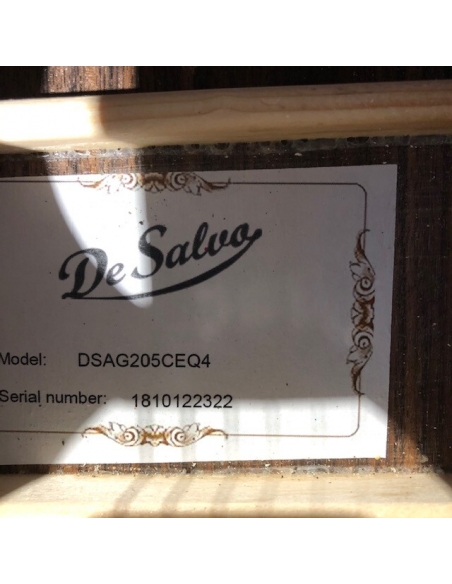 De Salvo
Model: DSAG205CEQ4
Serial number: 1810122322